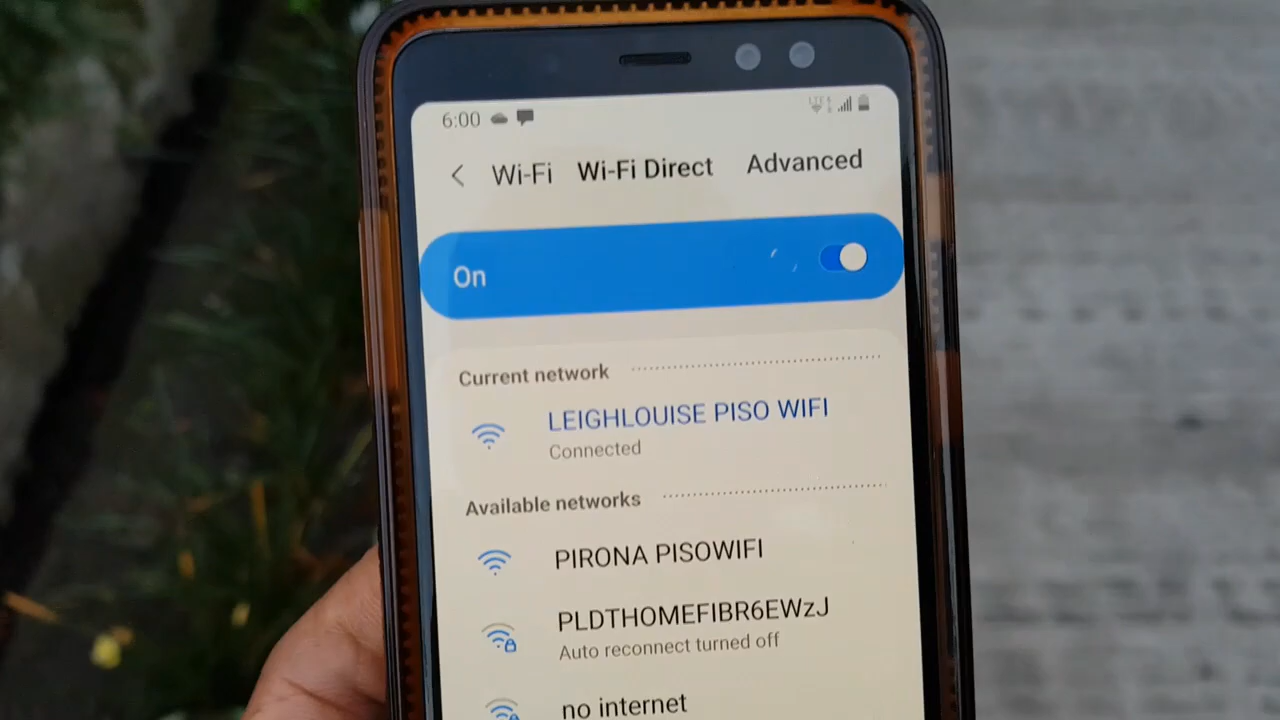 6:00
Wi-Fi Wi-Fi Direct Advanced
On
Current network
LEIGHLOUISE PISO WIFI
Connected
Available networks
PIRONA PISOWIFI
PLDTHOMEFIBR6EWzJ
Auto reconnect turned off
no internet